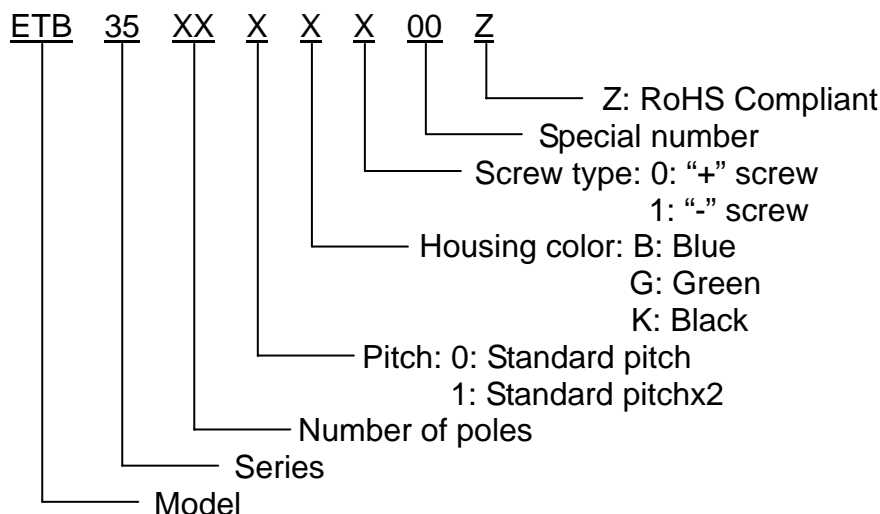 ETB 35 XX X X X 00 Z
Z: RoHS Compliant
Special number
Screw type: 0: “+” screw
1: “-” screw
Housing color: B: Blue
G: Green
K: Black
Pitch: 0: Standard pitch
1: Standard pitchx2
Number of poles
Series
Model